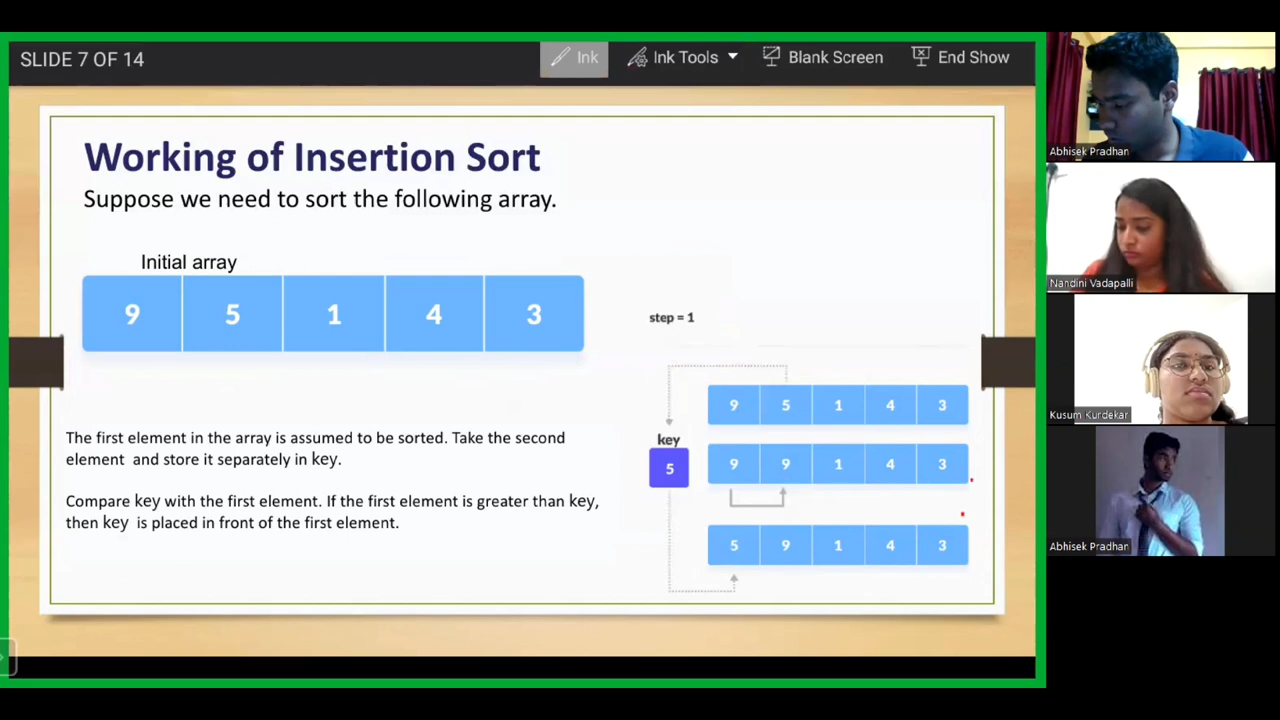 SLIDE 7 OF 14
Ink
Ink Tools
Blank Screen
End Show
Working of Insertion Sort
Suppose we need to sort the following array.
Initial array
9 5 1 4 3
The first element in the array is assumed to be sorted. Take the second
element and store it separately in key.
Compare key with the first element. If the first element is greater than key,
then key is placed in front of the first element.
step = 1
9 5 1 4 3
key
5
9 9 1 4 3
5 9 1 4 3
Abhisek Pradhan
Nandini Vadapalli
Kusum Kurdekar
Abhisek Pradhan